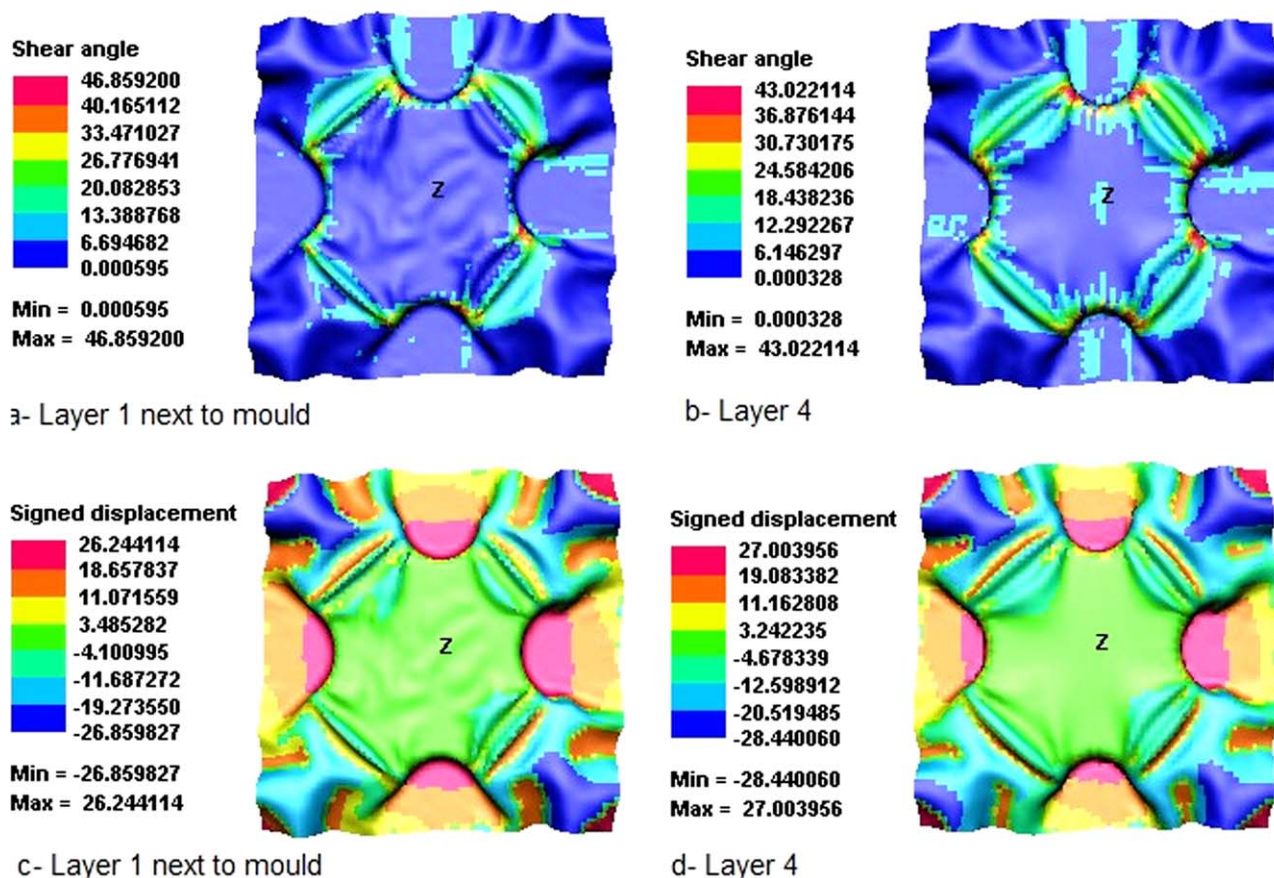 Shear angle
46.859200
40.165112
33.471027
26.776941
20.082853
13.388768
6.694682
0.000595
Min = 0.000595
Max = 46.859200
Z
a- Layer 1 next to mould
Shear angle
43.022114
36.876144
30.730175
24.584206
18.438236
12.292267
6.146297
0.000328
Min = 0.000328
Max = 43.022114
Z
b- Layer 4
Signed displacement
26.244114
18.657837
11.071559
3.485282
-4.100995
-11.687272
-19.273550
-26.859827
Min = -26.859827
Max = 26.244114
Z
c- Layer 1 next to mould
Signed displacement
27.003956
19.083382
11.162808
3.242235
-4.678339
-12.598912
-20.519485
-28.440060
Min = -28.440060
Max = 27.003956
Z
d- Layer 4